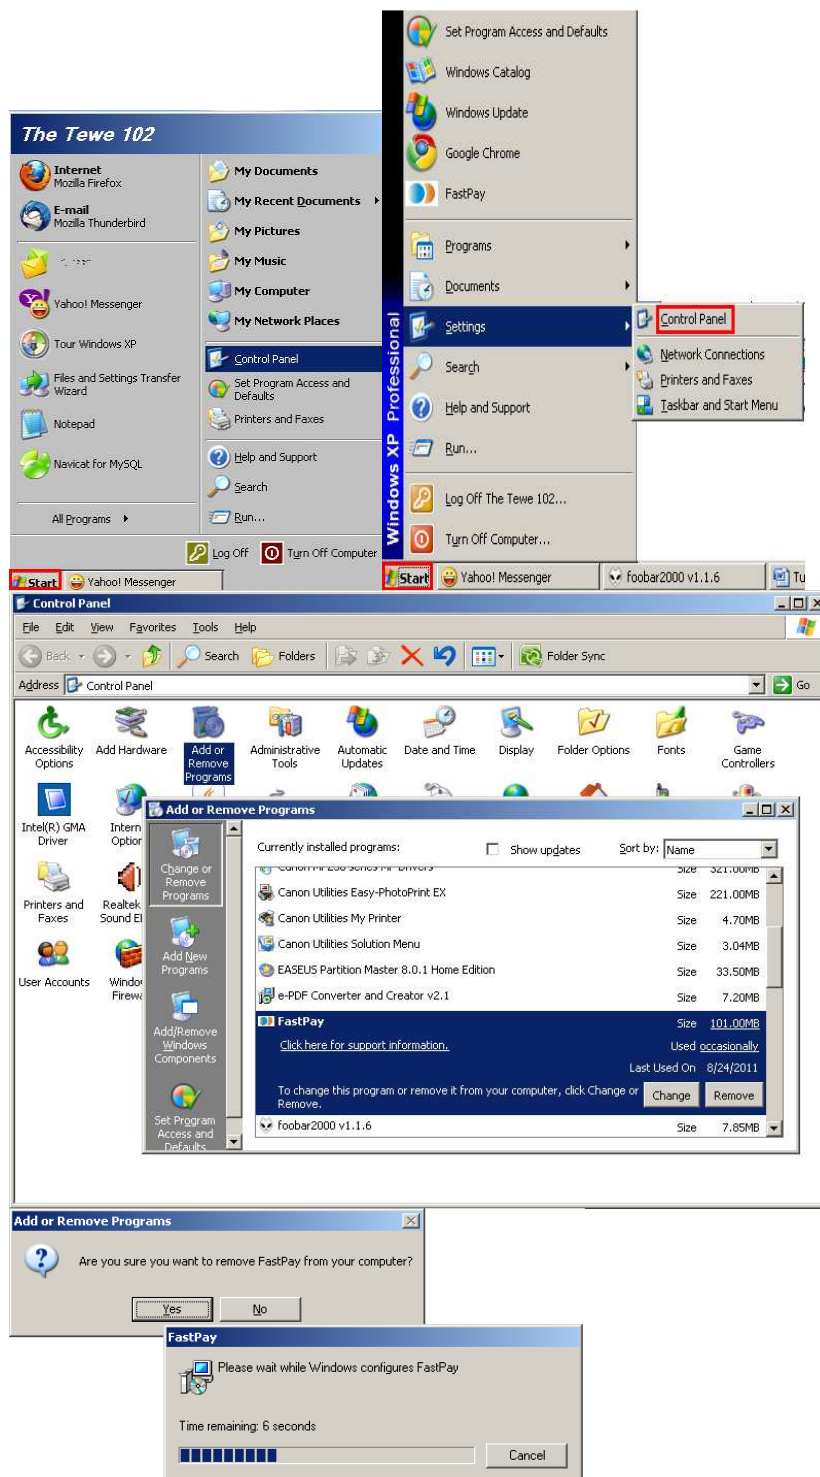 The Tewe 102
Internet
Mozilla Firefox
E-mail
Mozilla Thunderbird
Yahoo! Messenger
Tour Windows XP
Files and Settings Transfer
Wizard
Notepad
Navicat for MySQL
All Programs
My Documents
My Recent Documents
My Pictures
My Music
My Computer
My Network Places
Control Panel
Set Program Access and
Defaults
Printers and Faxes
Help and Support
Search
Run...
Log Off
Turn Off Computer
Start
Yahoo! Messenger
Set Program Access and Defaults
Windows Catalog
Windows Update
Google Chrome
FastPay
Programs
Documents
Settings
Search
Help and Support
Run...
Log Off The Tewe 102...
Turn Off Computer...
Windows XP Professional
Control Panel
Network Connections
Printers and Faxes
Taskbar and Start Menu
Start
Yahoo! Messenger
foobar2000 v1.1.6
Tu
Control Panel
File Edit View Favorites Tools Help
Back Search Folders Folder Sync
Address Control Panel Go
Accessibility
Options
Add Hardware
Add or
Remove
Programs
Administrative
Tools
Automatic
Updates
Date and Time
Display
Folder Options
Fonts
Game
Controllers
Intel(R) GMA
Driver
Intern
Option
Printers and
Faxes
Realtek
Sound Ef
User Accounts
Window
Firewa
Add or Remove Programs
Change or
Remove
Programs
Add New
Programs
Add/Remove
Windows
Components
Set Program
Access and
Defaults
Currently installed programs:
Show updates
Sort by: Name
Size 321.00MB
Canon Utilities Easy-PhotoPrint EX Size 221.00MB
Canon Utilities My Printer Size 4.70MB
Canon Utilities Solution Menu Size 3.04MB
EASEUS Partition Master 8.0.1 Home Edition Size 33.50MB
e-PDF Converter and Creator v2.1 Size 7.20MB
FastPay Size 101.00MB
Click here for support information. Used occasionally
Last Used On 8/24/2011
To change this program or remove it from your computer, click Change or
Remove.
Change Remove
foobar2000 v1.1.6 Size 7.85MB
Add or Remove Programs
Are you sure you want to remove FastPay from your computer?
Yes No
FastPay
Please wait while Windows configures FastPay
Time remaining: 6 seconds
Cancel